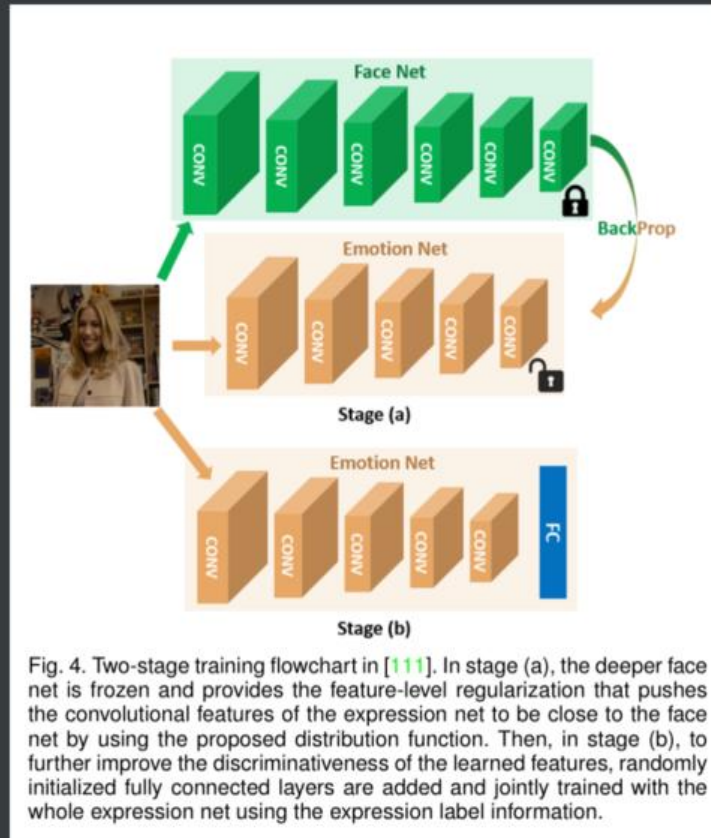 Face Net
CONV CONV CONV CONV CONV CONV
BackProp
Emotion Net
CONV CONV CONV CONV CONV
Stage (a)
Emotion Net
CONV CONV CONV CONV CONV FC
Stage (b)
Fig. 4. Two-stage training flowchart in [111]. In stage (a), the deeper face
net is frozen and provides the feature-level regularization that pushes
the convolutional features of the expression net to be close to the face
net by using the proposed distribution function. Then, in stage (b), to
further improve the discriminativeness of the learned features, randomly
initialized fully connected layers are added and jointly trained with the
whole expression net using the expression label information.